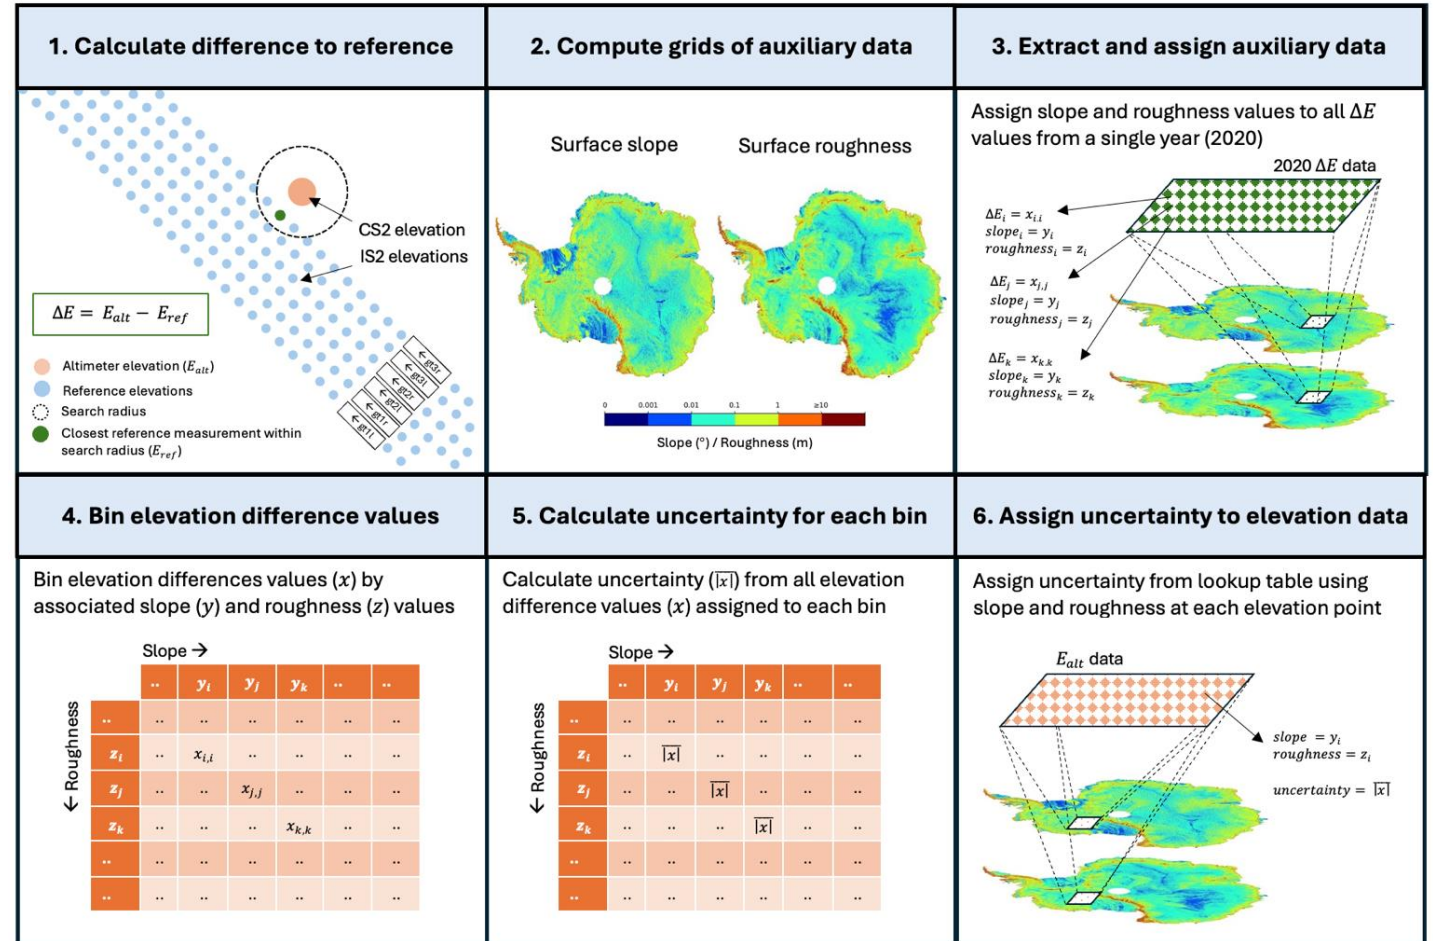 1. Calculate difference to reference
2. Compute grids of auxiliary data
3. Extract and assign auxiliary data
CS2 elevation
IS2 elevations
ΔE = E_alt − E_ref
Altimeter elevation (E_alt)
Reference elevations
Search radius
Closest reference measurement within
search radius (E_ref)
← gt3r
← gt3l
← gt2r
← gt2l
← gt1r
← gt1l
Surface slope
Surface roughness
0 0.001 0.01 0.1 1 ≥10
Slope (°) / Roughness (m)
Assign slope and roughness values to all ΔE
values from a single year (2020)
2020 ΔE data
ΔE_i = x_i,i
slope_i = y_i
roughness_i = z_i
ΔE_j = x_j,j
slope_j = y_j
roughness_j = z_j
ΔE_k = x_k,k
slope_k = y_k
roughness_k = z_k
4. Bin elevation difference values
5. Calculate uncertainty for each bin
6. Assign uncertainty to elevation data
Bin elevation differences values (x) by
associated slope (y) and roughness (z) values
Slope →
← Roughness
.. y_i y_j y_k .. ..
.. .. .. .. .. .. ..
z_i .. x_i,i .. .. .. ..
z_j .. .. x_j,j .. .. ..
z_k .. .. .. x_k,k .. ..
.. .. .. .. .. .. ..
.. .. .. .. .. .. ..
Calculate uncertainty (|x|̅) from all elevation
difference values (x) assigned to each bin
Slope →
← Roughness
.. y_i y_j y_k .. ..
.. .. .. .. .. .. ..
z_i .. |x|̅ .. .. .. ..
z_j .. .. |x|̅ .. .. ..
z_k .. .. .. |x|̅ .. ..
.. .. .. .. .. .. ..
.. .. .. .. .. .. ..
Assign uncertainty from lookup table using
slope and roughness at each elevation point
E_alt data
slope = y_i
roughness = z_i
uncertainty = |x|̅